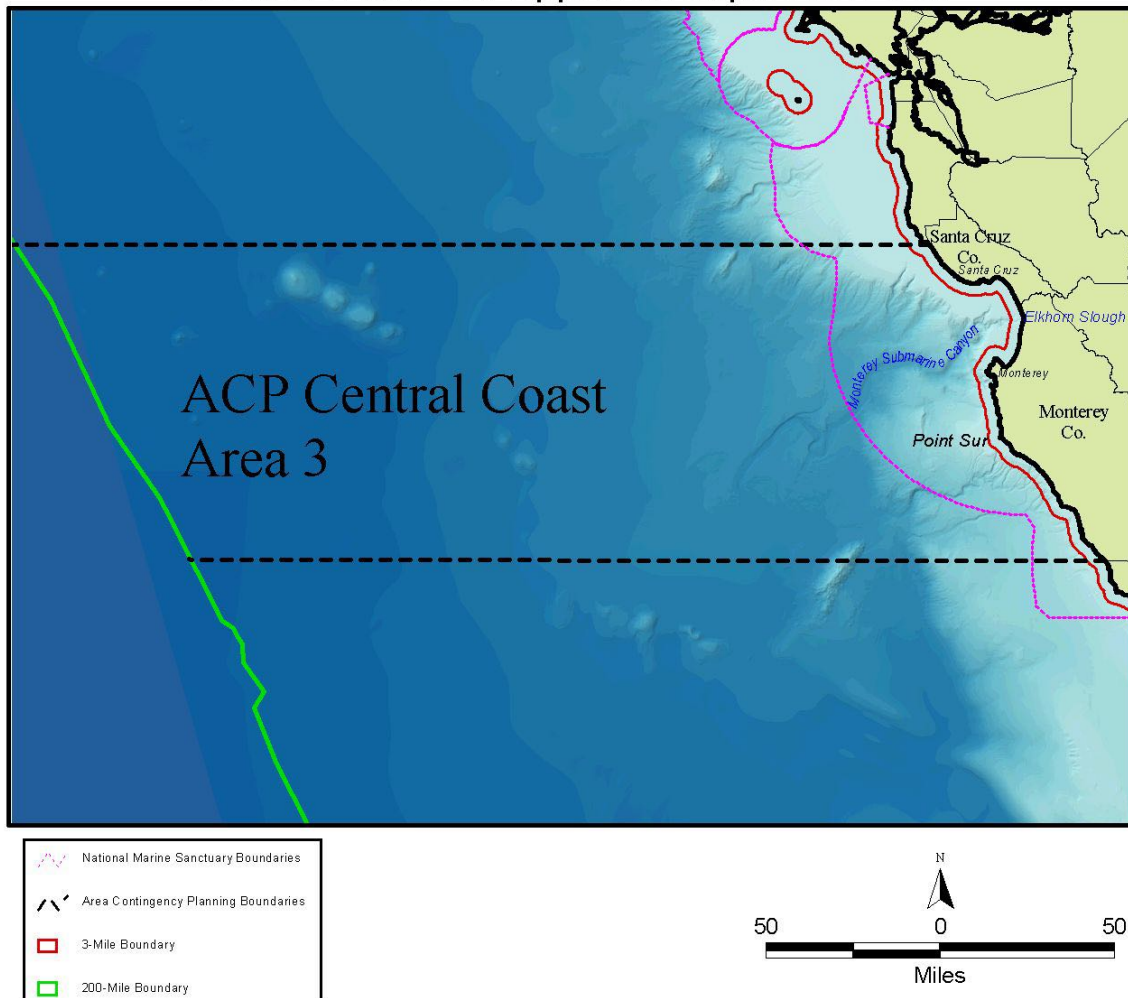 Santa Cruz
Co.
Santa Cruz
Elkhorn Slough
Monterey Submarine Canyon
Monterey
ACP Central Coast
Area 3
Monterey
Co.
Point Sur
National Marine Sanctuary Boundaries
Area Contingency Planning Boundaries
3-Mile Boundary
200-Mile Boundary
N
50 0 50
Miles